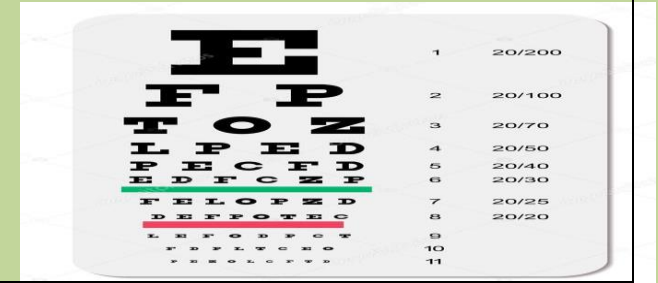 E 1 20/200
F P 2 20/100
T O Z 3 20/70
L P E D 4 20/50
P E C F D 5 20/40
E D F C Z P 6 20/30
F E L O P Z D 7 20/25
D E F P O T E C 8 20/20
L E F O D P C T 9
F D P L T C E O 10
P E Z O L C F T D 11